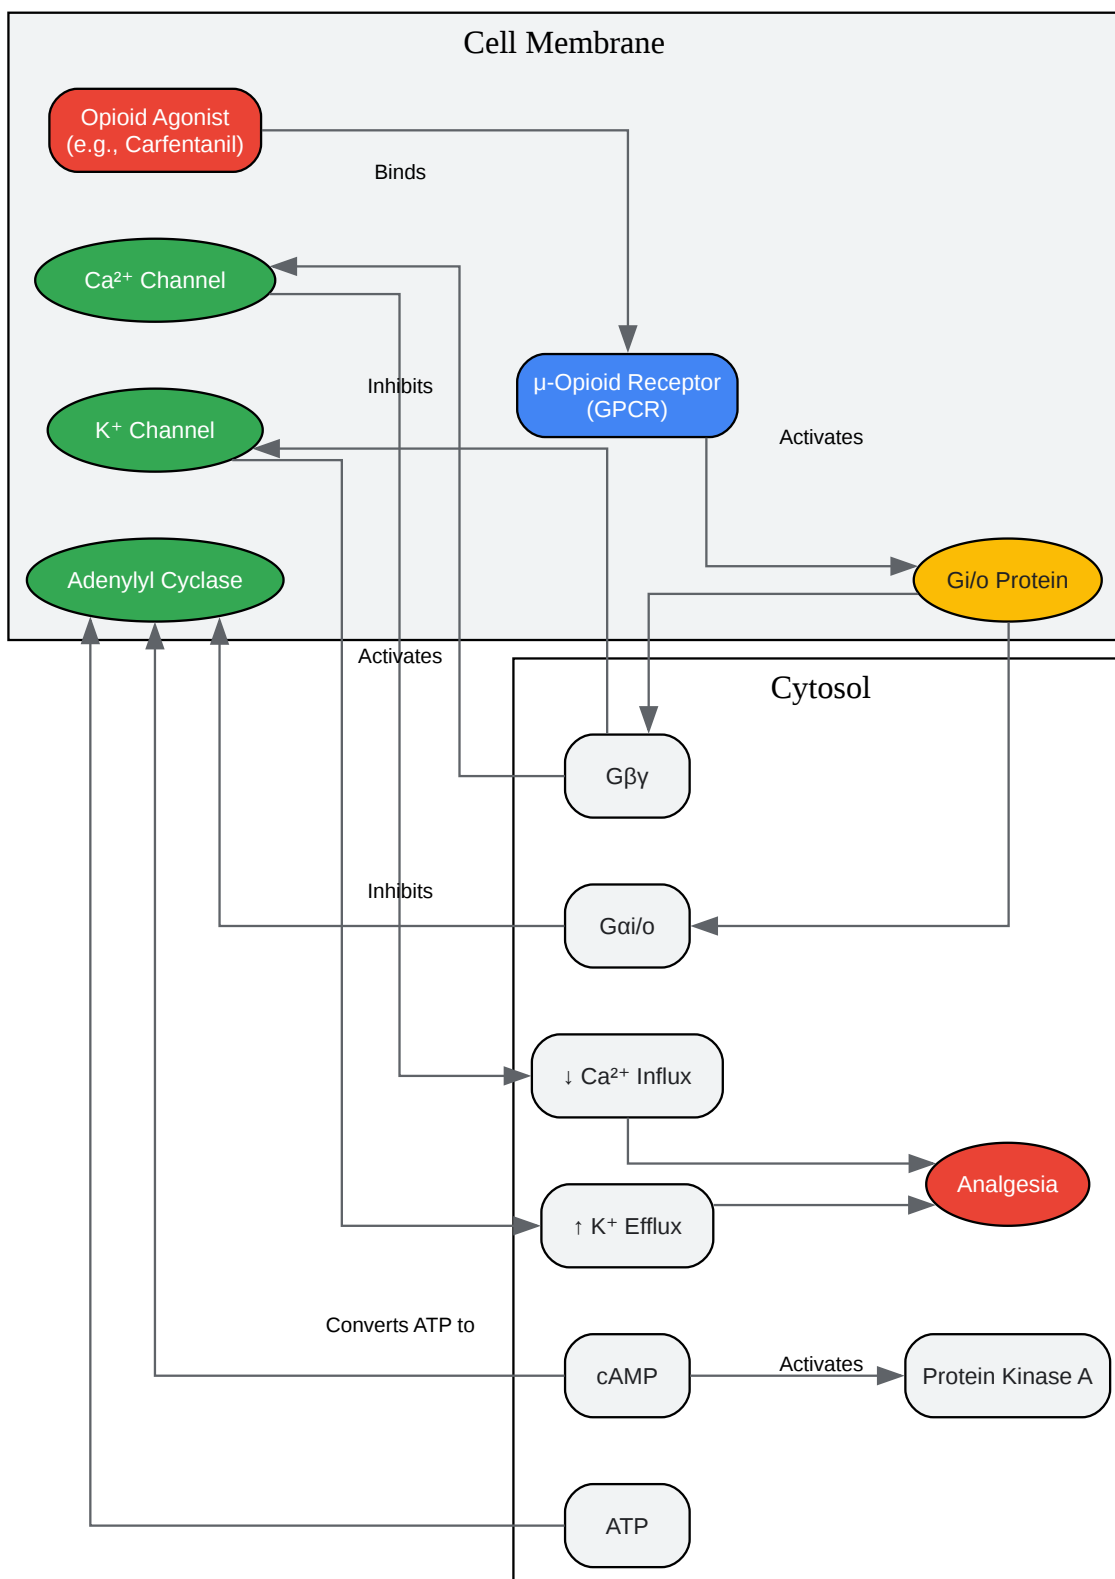 Cell Membrane
Opioid Agonist
(e.g., Carfentanil)
Binds
Ca²⁺ Channel
Inhibits
μ-Opioid Receptor
(GPCR)
K⁺ Channel
Activates
Adenylyl Cyclase
Gi/o Protein
Activates
Cytosol
Gβγ
Inhibits
Gαi/o
↓ Ca²⁺ Influx
Analgesia
↑ K⁺ Efflux
Converts ATP to
cAMP
Activates
Protein Kinase A
ATP